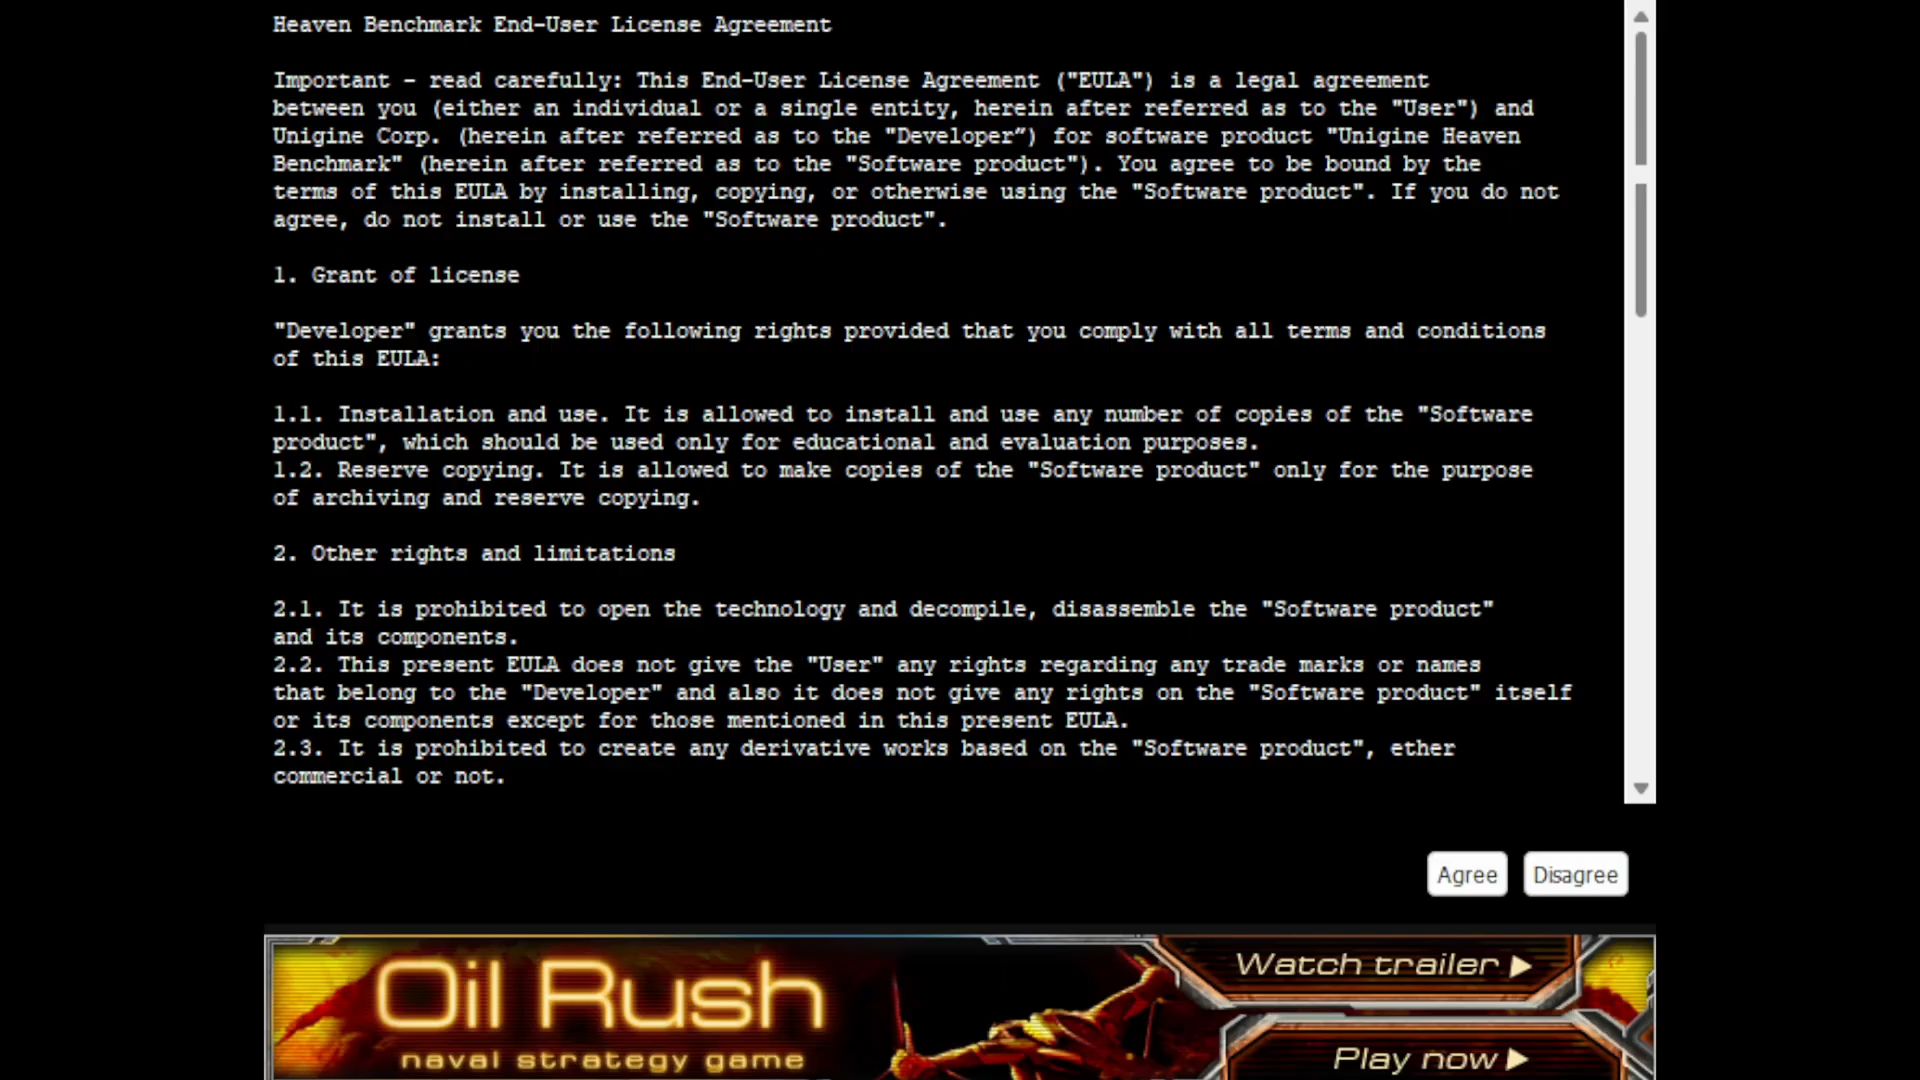 Heaven Benchmark End-User License Agreement
Important - read carefully: This End-User License Agreement ("EULA") is a legal agreement
between you (either an individual or a single entity, herein after referred as to the "User") and
Unigine Corp. (herein after referred as to the "Developer”) for software product "Unigine Heaven
Benchmark" (herein after referred as to the "Software product"). You agree to be bound by the
terms of this EULA by installing, copying, or otherwise using the "Software product". If you do not
agree, do not install or use the "Software product".
1. Grant of license
"Developer" grants you the following rights provided that you comply with all terms and conditions
of this EULA:
1.1. Installation and use. It is allowed to install and use any number of copies of the "Software
product", which should be used only for educational and evaluation purposes.
1.2. Reserve copying. It is allowed to make copies of the "Software product" only for the purpose
of archiving and reserve copying.
2. Other rights and limitations
2.1. It is prohibited to open the technology and decompile, disassemble the "Software product"
and its components.
2.2. This present EULA does not give the "User" any rights regarding any trade marks or names
that belong to the "Developer" and also it does not give any rights on the "Software product" itself
or its components except for those mentioned in this present EULA.
2.3. It is prohibited to create any derivative works based on the "Software product", ether
commercial or not.
Agree Disagree
Oil Rush
naval strategy game
Watch trailer
Play now